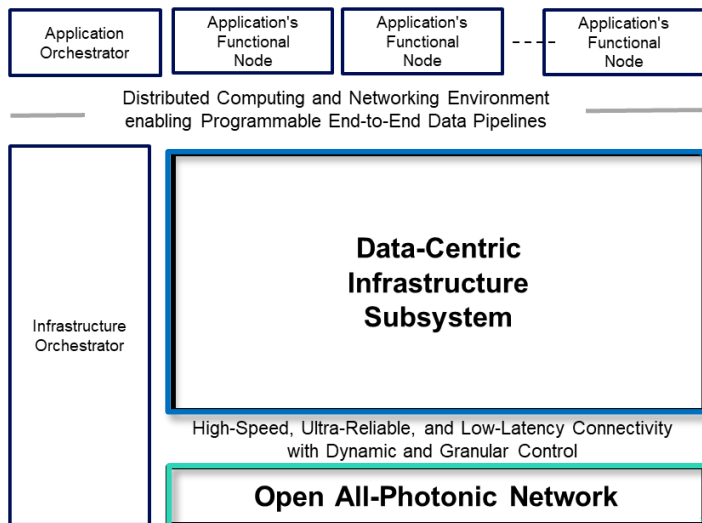 Application
Orchestrator
Application's
Functional
Node
Application's
Functional
Node
Application's
Functional
Node
Distributed Computing and Networking Environment
enabling Programmable End-to-End Data Pipelines
Infrastructure
Orchestrator
Data-Centric
Infrastructure
Subsystem
High-Speed, Ultra-Reliable, and Low-Latency Connectivity
with Dynamic and Granular Control
Open All-Photonic Network